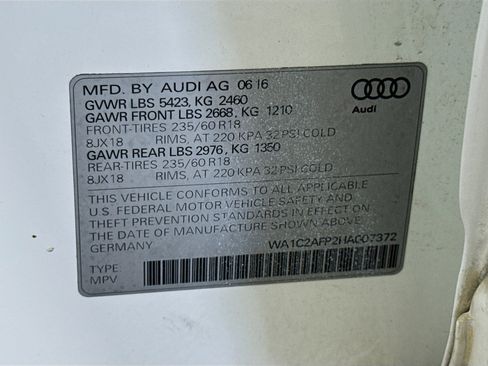 MFD. BY AUDI AG 06 16
GVWR LBS 5423, KG 2460
GAWR FRONT LBS 2668, KG 1210
FRONT-TIRES 235/60 R18
8JX18 RIMS, AT 220 KPA 32 PSI COLD
GAWR REAR LBS 2976, KG 1350
REAR-TIRES 235/60 R18
8JX18 RIMS, AT 220 KPA 32 PSI COLD
THIS VEHICLE CONFORMS TO ALL APPLICABLE
U.S. FEDERAL MOTOR VEHICLE SAFETY AND
THEFT PREVENTION STANDARDS IN EFFECT ON
THE DATE OF MANUFACTURE SHOWN ABOVE
GERMANY WA1C2AFP2HA007372
TYPE:
MPV
Audi